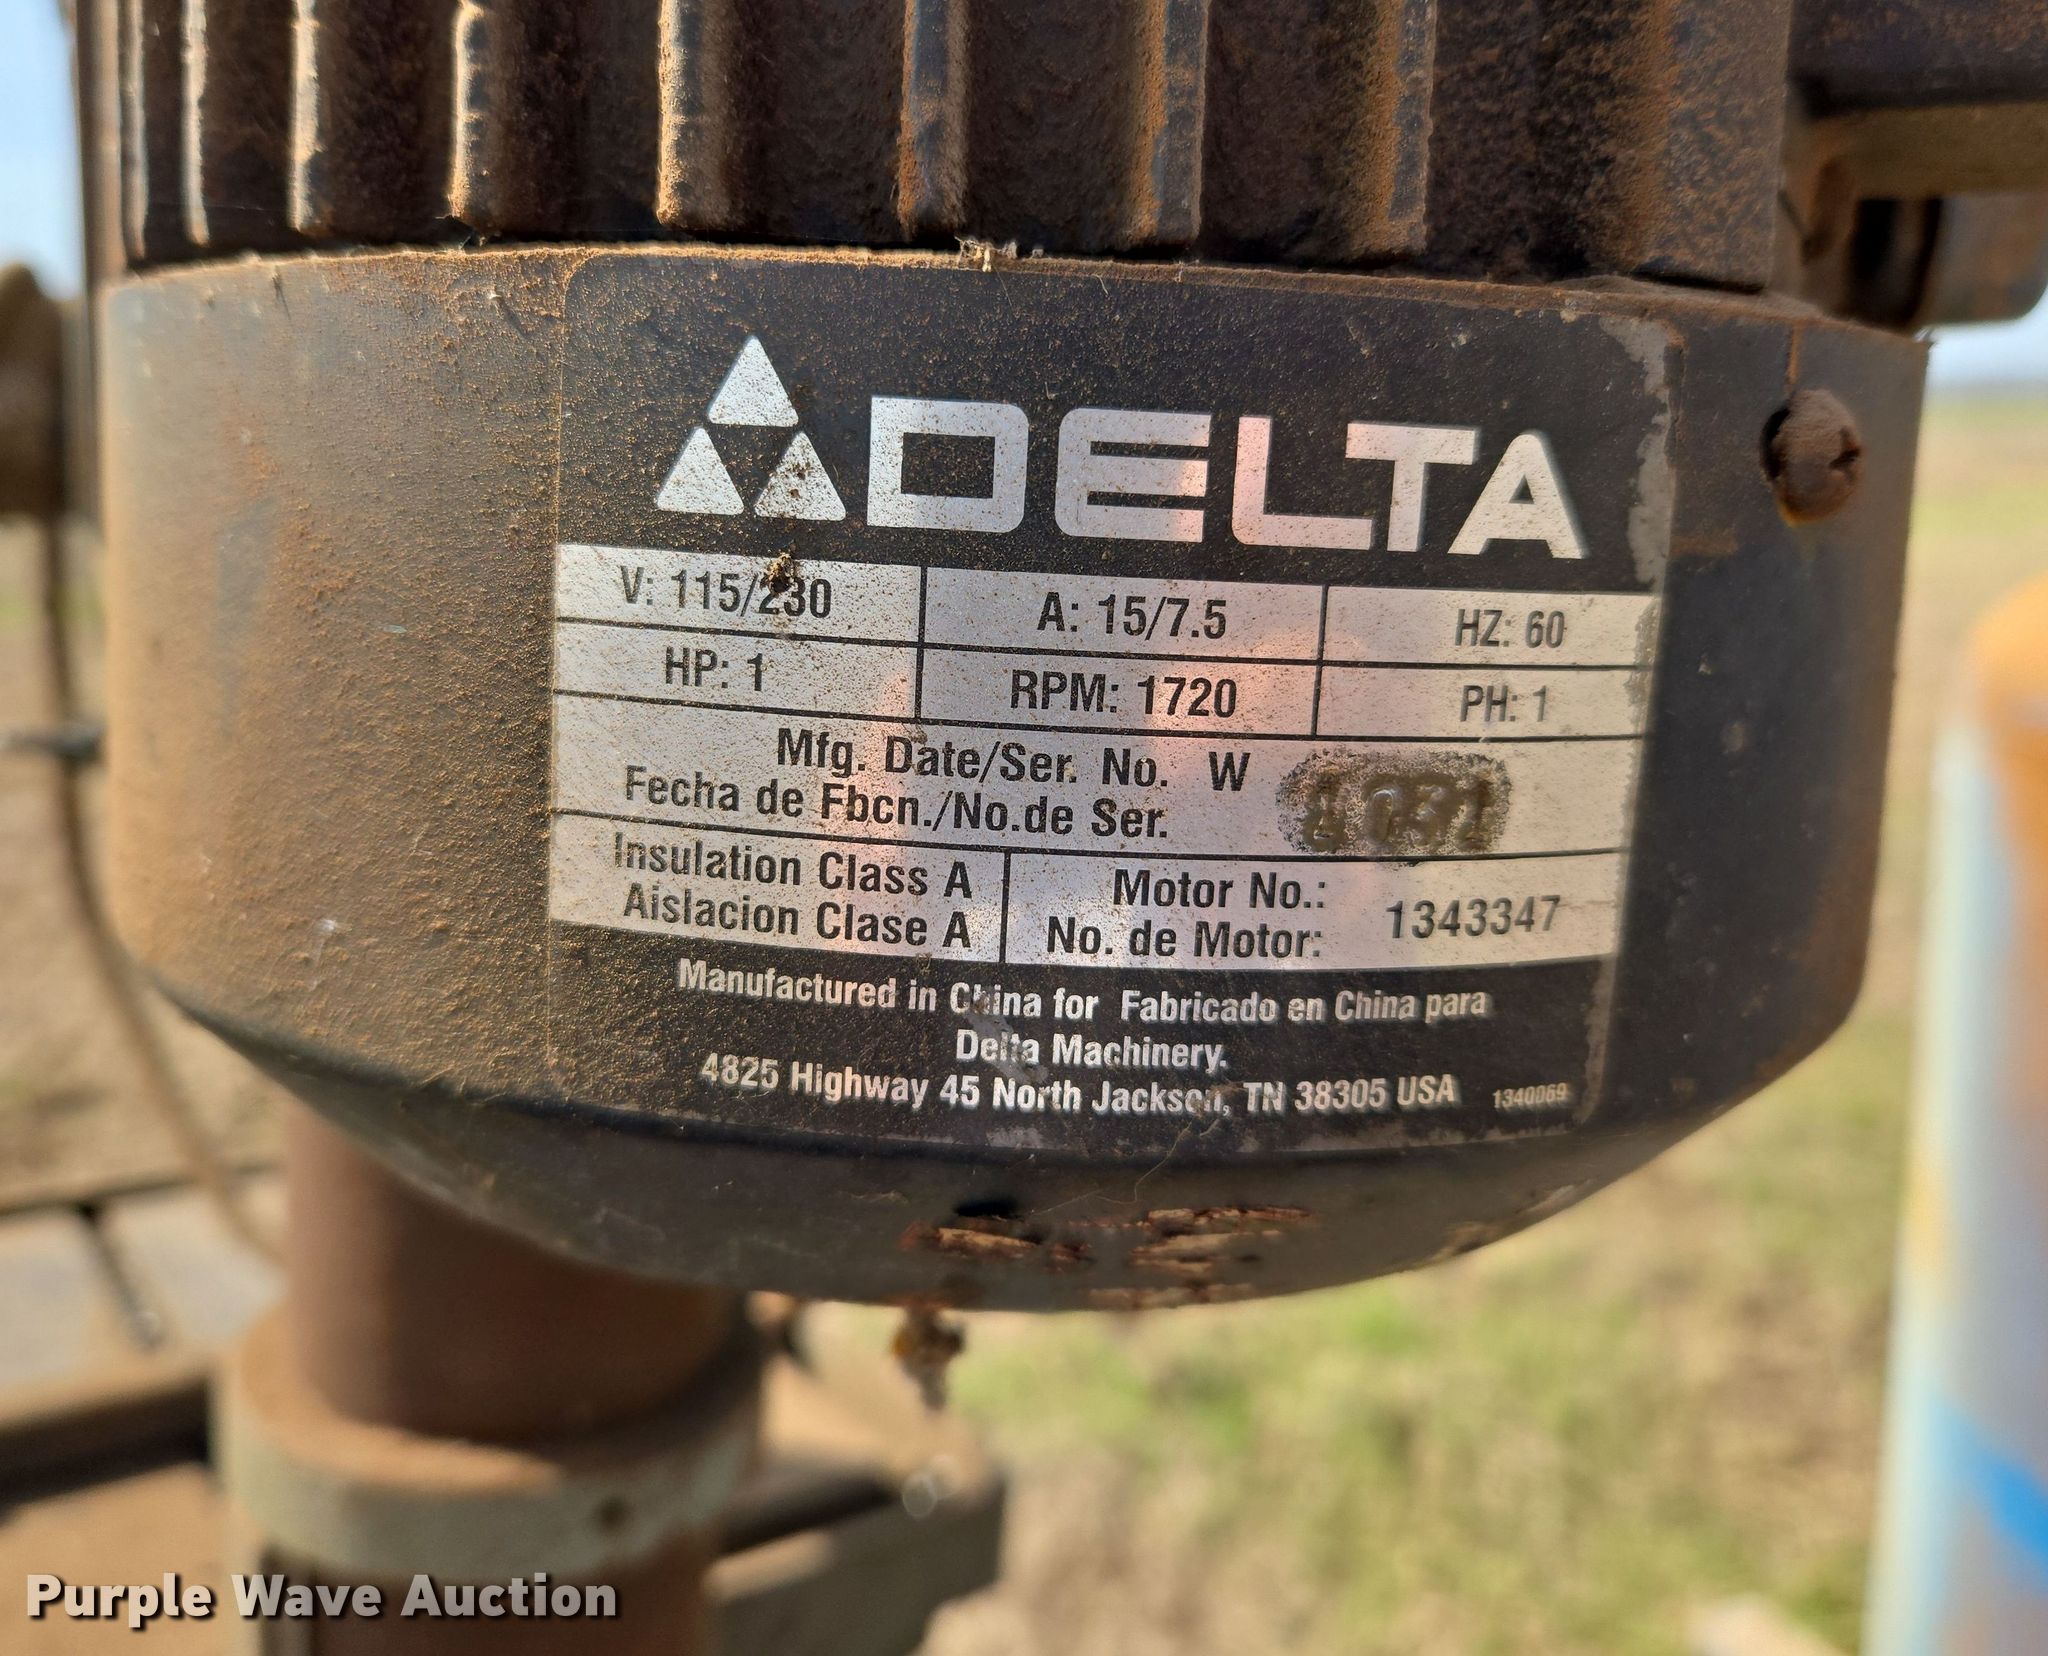 DELTA
V: 115/230 A: 15/7.5 HZ: 60
HP: 1 RPM: 1720 PH: 1
Mfg. Date/Ser. No. W
Fecha de Fbcn./No.de Ser.
Insulation Class A
Aislacion Clase A
Motor No.:
No. de Motor: 1343347
Manufactured in China for Fabricado en China para
Delta Machinery.
4825 Highway 45 North Jackson, TN 38305 USA 1340069
Purple Wave Auction